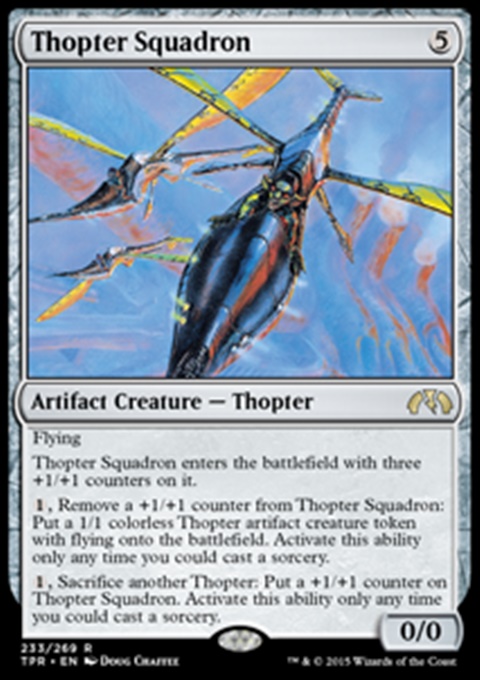 Thopter Squadron 5
Artifact Creature — Thopter
Flying
Thopter Squadron enters the battlefield with three
+1/+1 counters on it.
1, Remove a +1/+1 counter from Thopter Squadron:
Put a 1/1 colorless Thopter artifact creature token
with flying onto the battlefield. Activate this ability
only any time you could cast a sorcery.
1, Sacrifice another Thopter: Put a +1/+1 counter on
Thopter Squadron. Activate this ability only any time
you could cast a sorcery.
0/0
233/269 R
TPR • EN Doug Chaffee
™ & © 2015 Wizards of the Coast